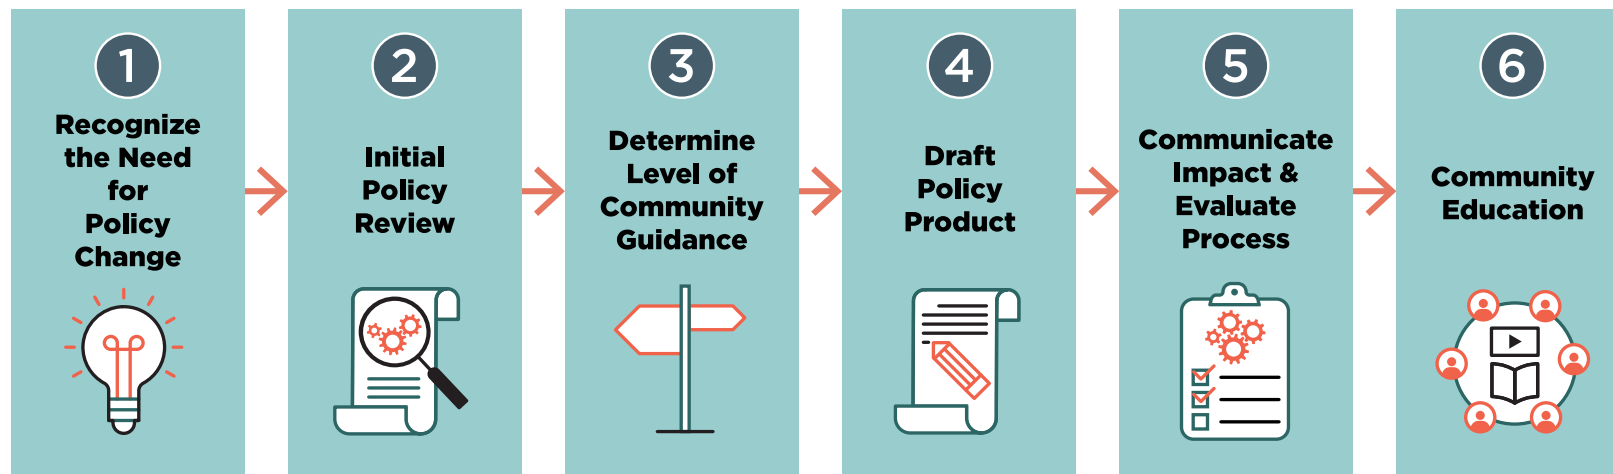 1
Recognize
the Need
for
Policy
Change
2
Initial
Policy
Review
3
Determine
Level of
Community
Guidance
4
Draft
Policy
Product
5
Communicate
Impact &
Evaluate
Process
6
Community
Education